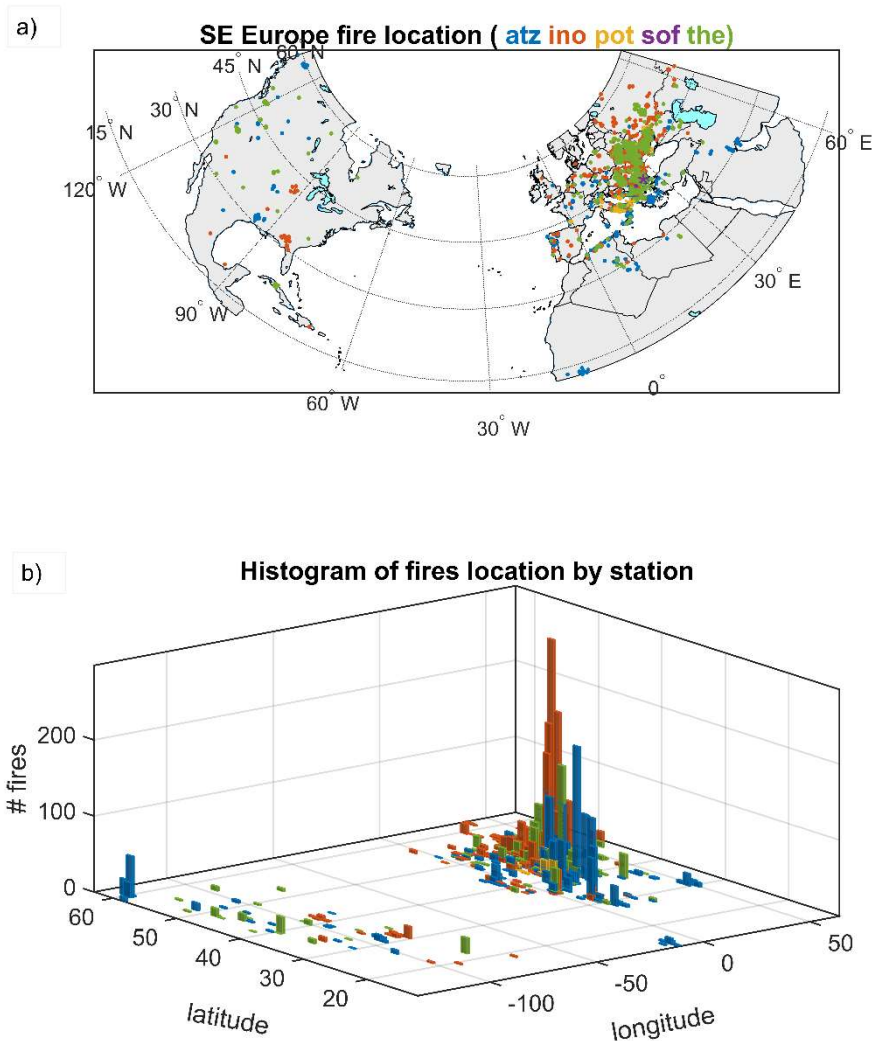 a)
SE Europe fire location ( atz ino pot sof the)
60° N
45° N
30° N
15° N
120° W
90° W
60° W
30° W
0°
30° E
60° E
b)
Histogram of fires location by station
# fires
200
100
0
60
50
40
30
20
latitude
-100
-50
0
50
longitude